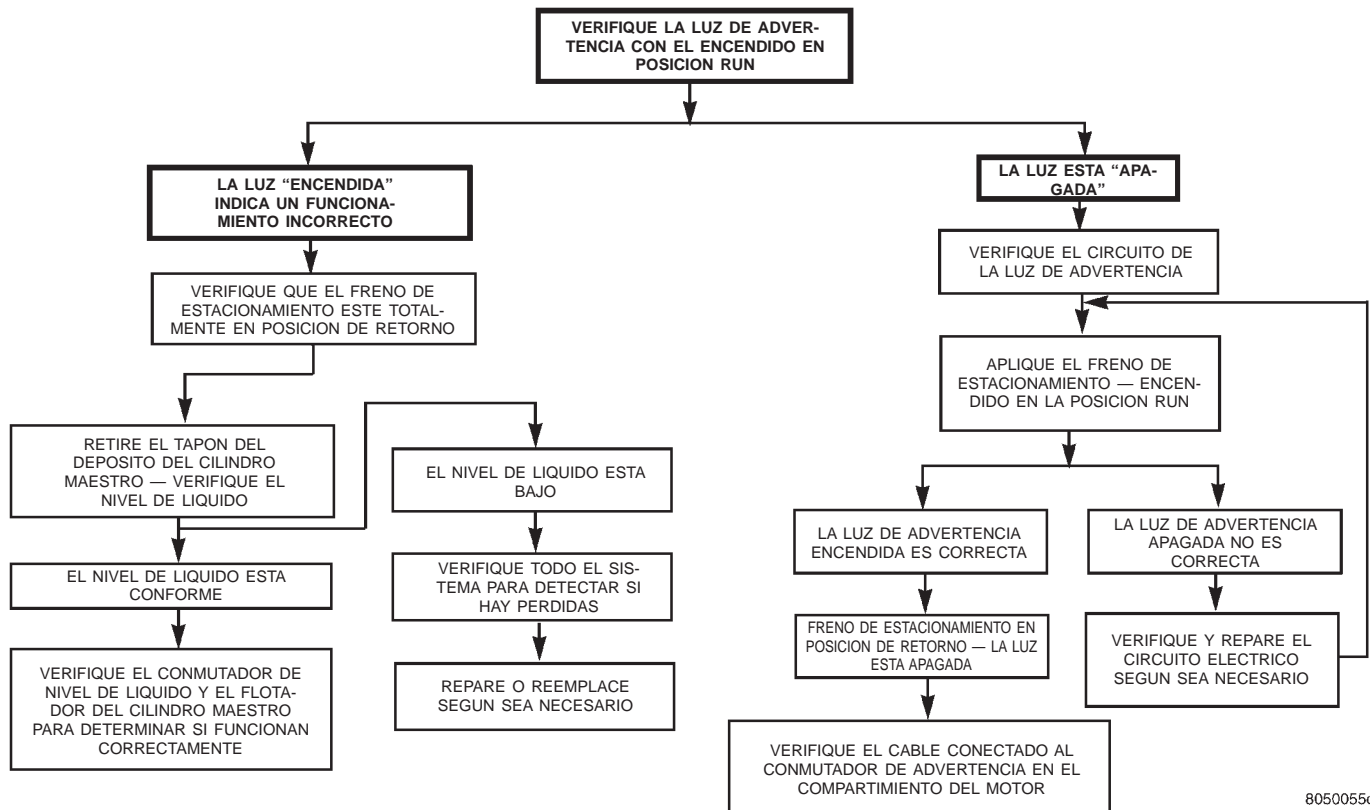 VERIFIQUE LA LUZ DE ADVER-
TENCIA CON EL ENCENDIDO EN
POSICION RUN
LA LUZ “ENCENDIDA”
INDICA UN FUNCIONA-
MIENTO INCORRECTO
VERIFIQUE QUE EL FRENO DE
ESTACIONAMIENTO ESTE TOTAL-
MENTE EN POSICION DE RETORNO
RETIRE EL TAPON DEL
DEPOSITO DEL CILINDRO
MAESTRO — VERIFIQUE EL
NIVEL DE LIQUIDO
EL NIVEL DE LIQUIDO ESTA
CONFORME
VERIFIQUE EL CONMUTADOR DE
NIVEL DE LIQUIDO Y EL FLOTA-
DOR DEL CILINDRO MAESTRO
PARA DETERMINAR SI FUNCIONAN
CORRECTAMENTE
EL NIVEL DE LIQUIDO ESTA
BAJO
VERIFIQUE TODO EL SIS-
TEMA PARA DETECTAR SI
HAY PERDIDAS
REPARE O REEMPLACE
SEGUN SEA NECESARIO
LA LUZ ESTA “APA-
GADA”
VERIFIQUE EL CIRCUITO DE
LA LUZ DE ADVERTENCIA
APLIQUE EL FRENO DE
ESTACIONAMIENTO — ENCEN-
DIDO EN LA POSICION RUN
LA LUZ DE ADVERTENCIA
ENCENDIDA ES CORRECTA
FRENO DE ESTACIONAMIENTO EN
POSICION DE RETORNO — LA LUZ
ESTA APAGADA
VERIFIQUE EL CABLE CONECTADO AL
CONMUTADOR DE ADVERTENCIA EN EL
COMPARTIMIENTO DEL MOTOR
LA LUZ DE ADVERTENCIA
APAGADA NO ES
CORRECTA
VERIFIQUE Y REPARE EL
CIRCUITO ELECTRICO
SEGUN SEA NECESARIO